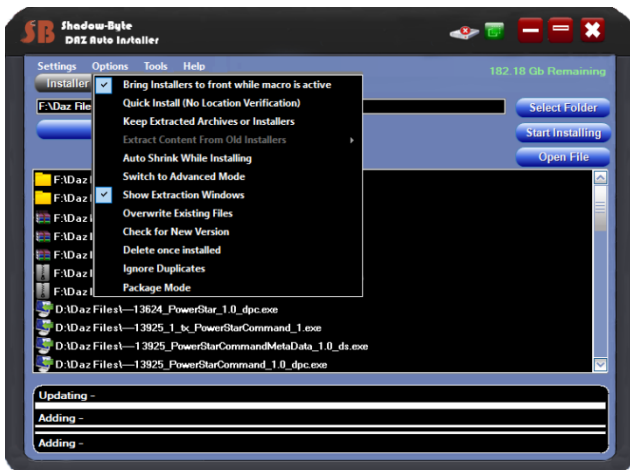 SB
Shadow-Byte
DAZ Auto Installer
Settings Options Tools Help
182.18 Gb Remaining
Installer
Bring Installers to front while macro is active
F:\Daz File
Quick Install (No Location Verification)
Select Folder
Keep Extracted Archives or Installers
Start Installing
Extract Content From Old Installers
Auto Shrink While Installing
Open File
Switch to Advanced Mode
F:\Daz
Show Extraction Windows
F:\Daz
Overwrite Existing Files
F:\Daz
Check for New Version
F:\Daz
Delete once installed
F:\Daz
Ignore Duplicates
F:\Daz
Package Mode
D:\Daz Files\—13624_PowerStar_1.0_dpc.exe
D:\Daz Files\—13925_1_tx_PowerStarCommand_1.exe
D:\Daz Files\—13925_PowerStarCommandMetaData_1.0_ds.exe
D:\Daz Files\—13925_PowerStarCommand_1.0_dpc.exe
Updating -
Adding -
Adding -